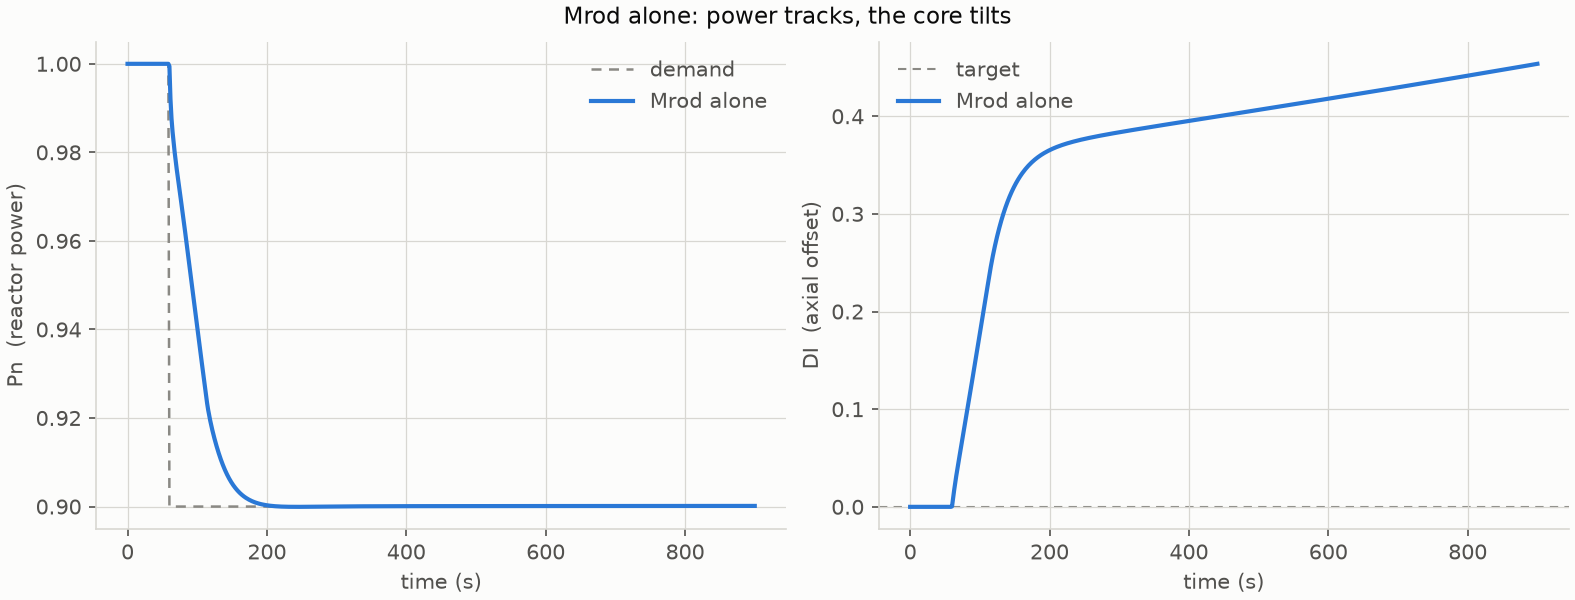 Mrod alone: power tracks, the core tilts
demand
Mrod alone
1.00
0.98
0.96
0.94
0.92
0.90
Pn (reactor power)
0 200 400 600 800
time (s)
target
Mrod alone
0.4
0.3
0.2
0.1
0.0
DI (axial offset)
0 200 400 600 800
time (s)